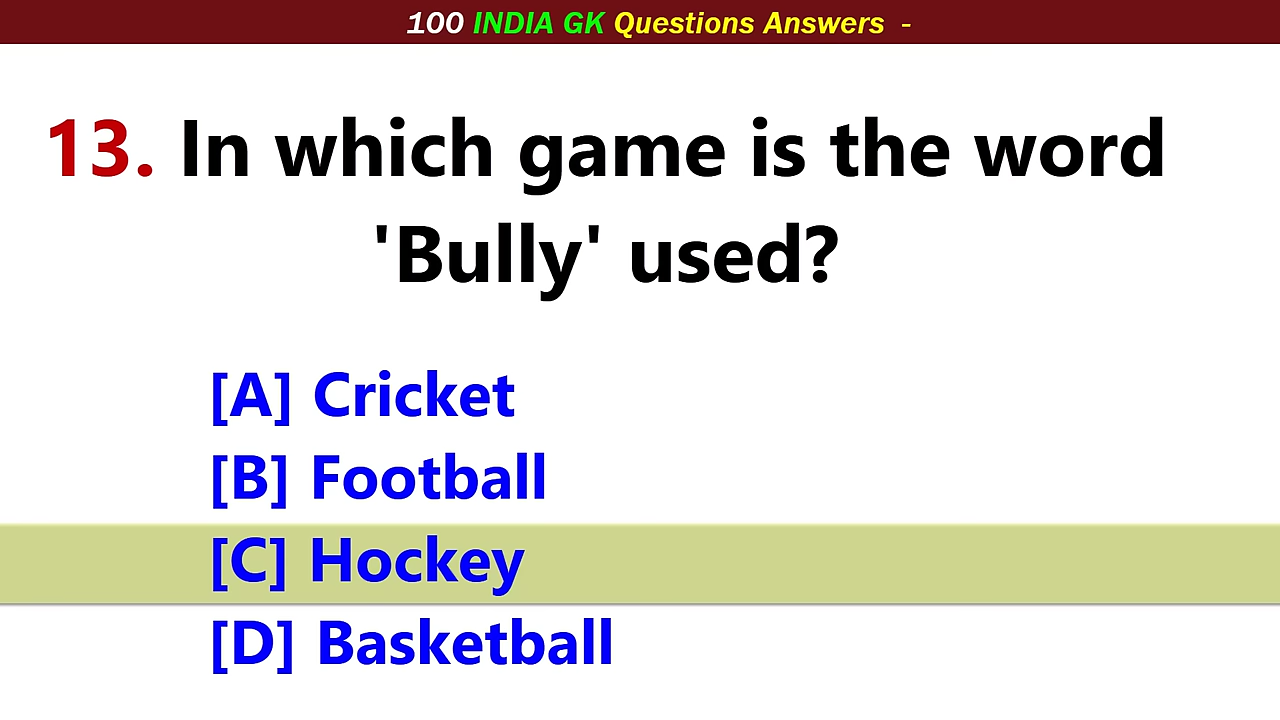 100 INDIA GK Questions Answers -
13. In which game is the word
'Bully' used?
[A] Cricket
[B] Football
[C] Hockey
[D] Basketball